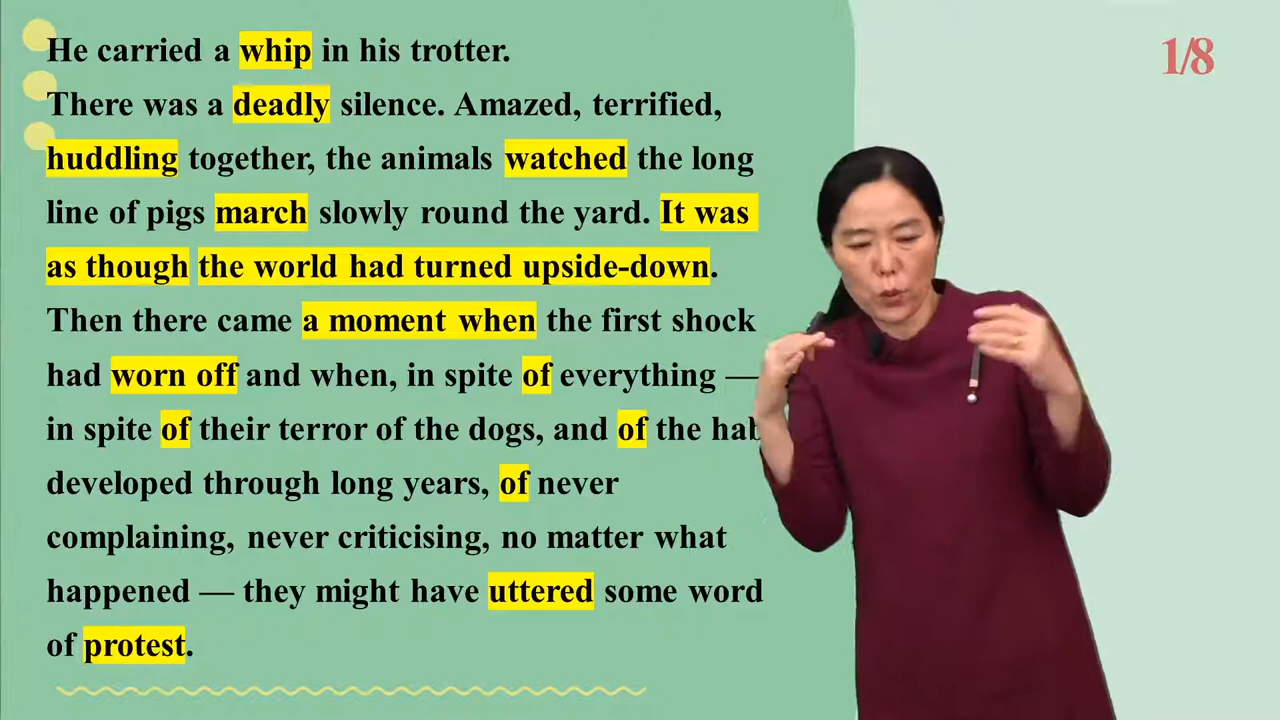 He carried a whip in his trotter.
There was a deadly silence. Amazed, terrified,
huddling together, the animals watched the long
line of pigs march slowly round the yard. It was
as though the world had turned upside-down.
Then there came a moment when the first shock
had worn off and when, in spite of everything —
in spite of their terror of the dogs, and of the
developed through long years, of never
complaining, never criticising, no matter what
happened — they might have uttered some word
of protest.
1/8